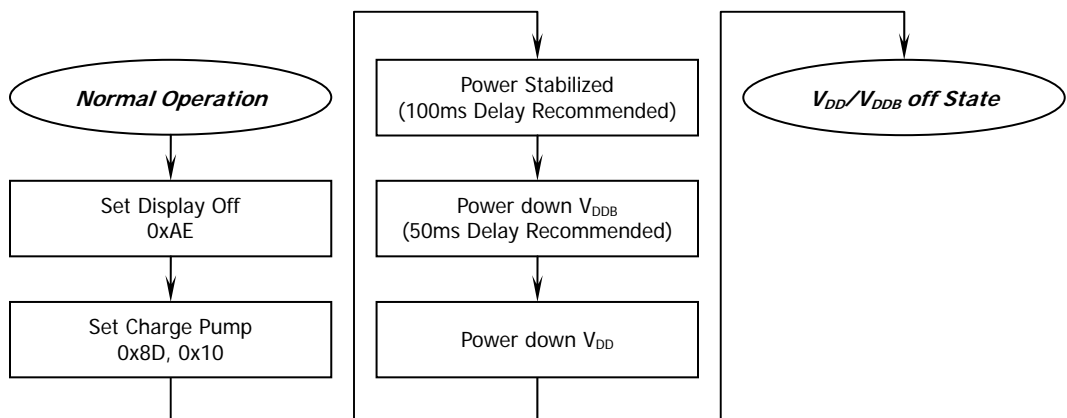 Normal Operation
Set Display Off
0xAE
Set Charge Pump
0x8D, 0x10
Power Stabilized
(100ms Delay Recommended)
Power down VDDB
(50ms Delay Recommended)
Power down VDD
VDD/VDDB off State